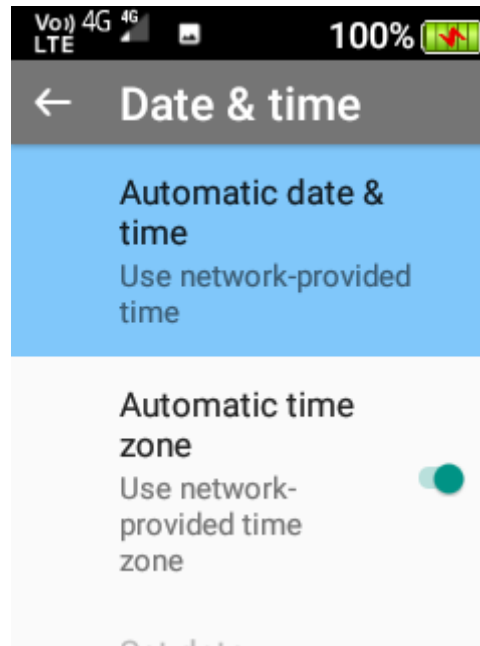 Vo)) 4G 4G 100%
LTE
← Date & time
Automatic date &
time
Use network-provided
time
Automatic time
zone
Use network-
provided time
zone